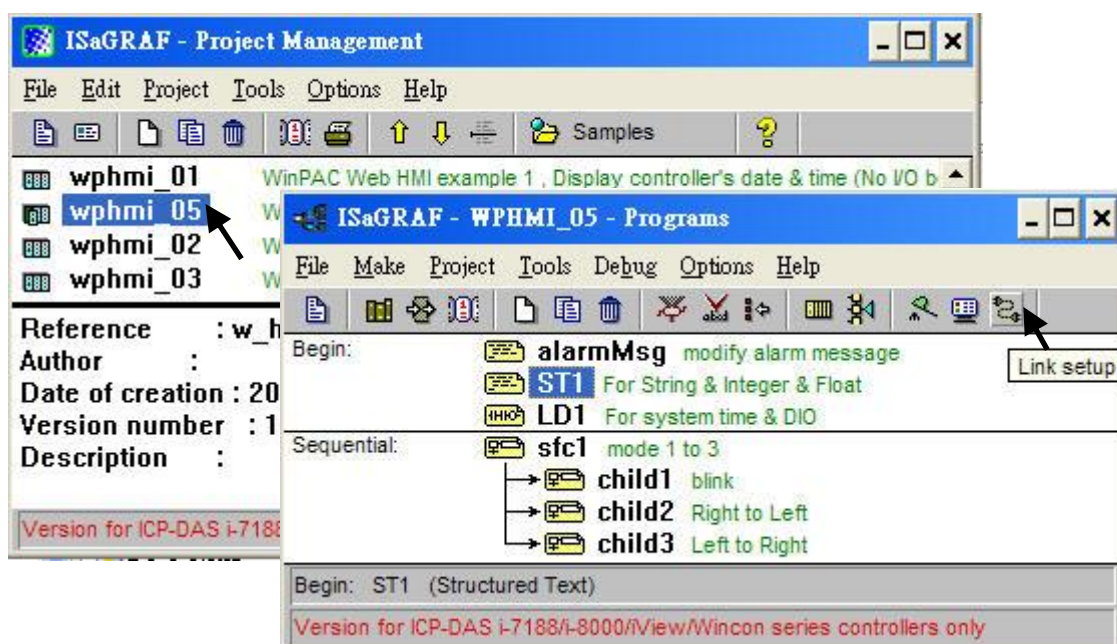 ISaGRAF - Project Management
File Edit Project Tools Options Help
Samples
wphmi_01 WinPAC Web HMI example 1 , Display controller's date & time (No I/O b
wphmi_05 W
wphmi_02 W
wphmi_03 W
Reference : w_h
Author :
Date of creation : 20
Version number : 1
Description :
Version for ICP-DAS i-7188
ISaGRAF - WPHMI_05 - Programs
File Make Project Tools Debug Options Help
Link setup
Begin: alarmMsg modify alarm message
ST1 For String & Integer & Float
LD1 For system time & DIO
Sequential: sfc1 mode 1 to 3
child1 blink
child2 Right to Left
child3 Left to Right
Begin: ST1 (Structured Text)
Version for ICP-DAS i-7188/i-8000/iView/Wincon series controllers only